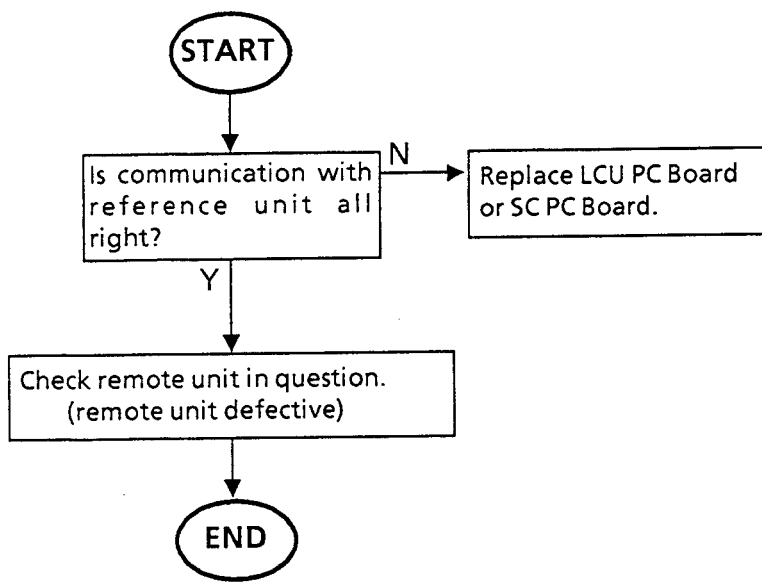 START
Is communication with
reference unit all
right?
N
Replace LCU PC Board
or SC PC Board.
Y
Check remote unit in question.
(remote unit defective)
END